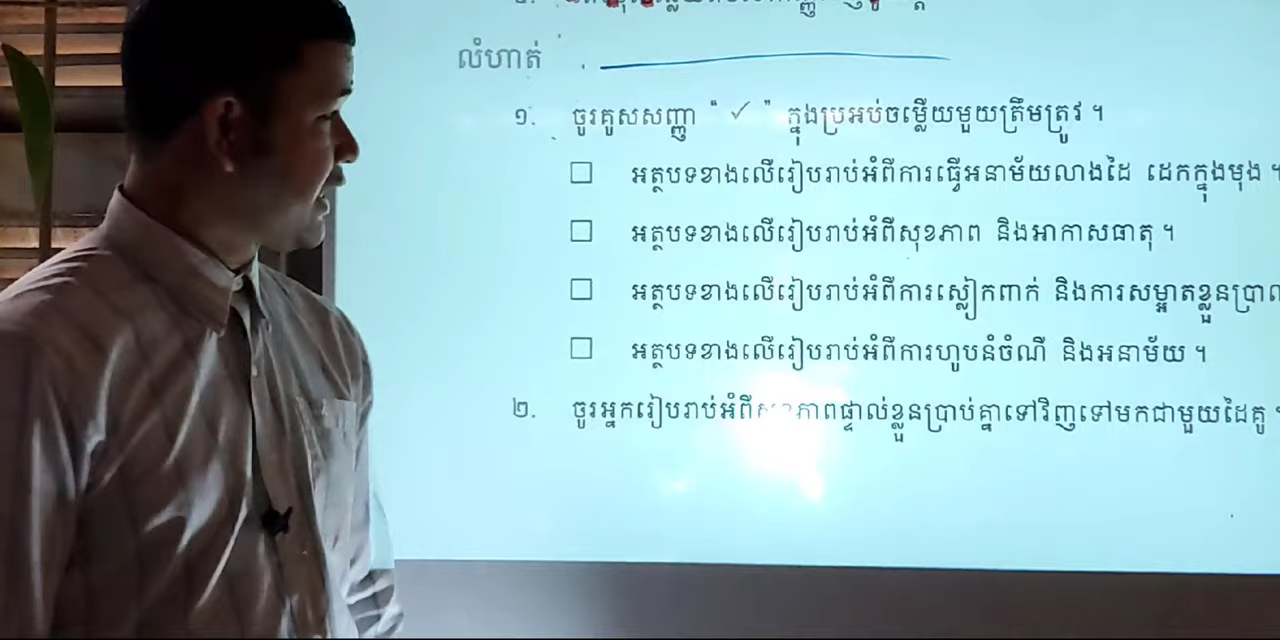 លំហាត់
១. ចូរគូសសញ្ញា " ✓ " ក្នុងប្រអប់ចម្លើយមួយត្រឹមត្រូវ ។
☐ អត្ថបទខាងលើរៀបរាប់អំពីការធ្វើអនាម័យលាងដៃ ដេកក្នុងមុង ។
☐ អត្ថបទខាងលើរៀបរាប់អំពីសុខភាព និងអាកាសធាតុ ។
☐ អត្ថបទខាងលើរៀបរាប់អំពីការស្លៀកពាក់ និងការសម្អាតខ្លួនប្រាណ
☐ អត្ថបទខាងលើរៀបរាប់អំពីការហូបនំចំណី និងអនាម័យ ។
២. ចូរអ្នករៀបរាប់អំពីសុខភាពផ្ទាល់ខ្លួនប្រាប់គ្នាទៅវិញទៅមកជាមួយដៃគូ ។